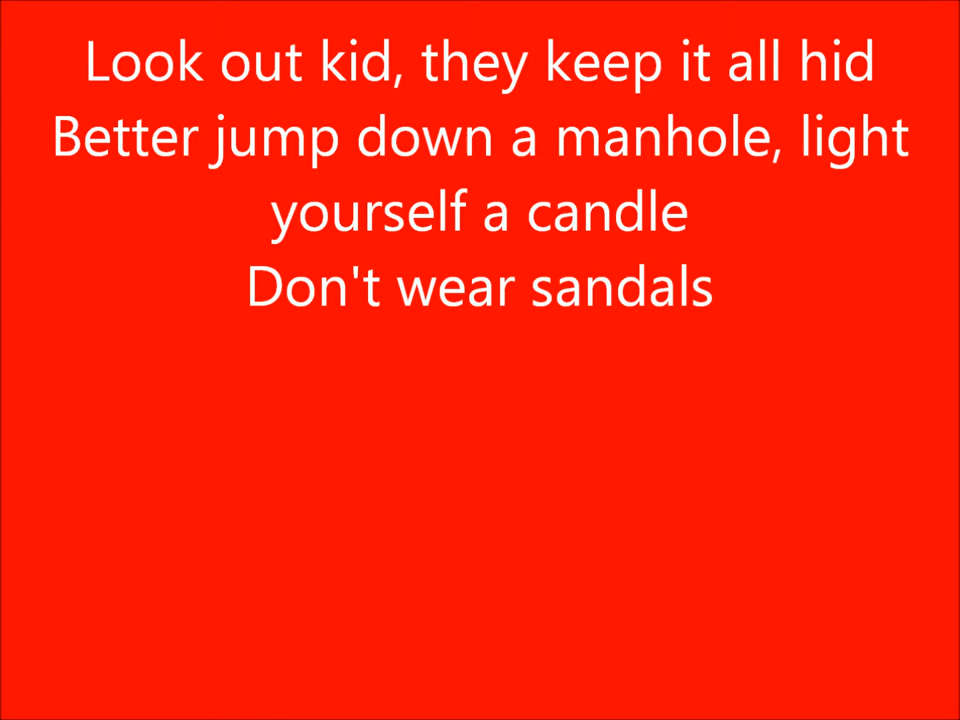 Look out kid, they keep it all hid
Better jump down a manhole, light
yourself a candle
Don't wear sandals